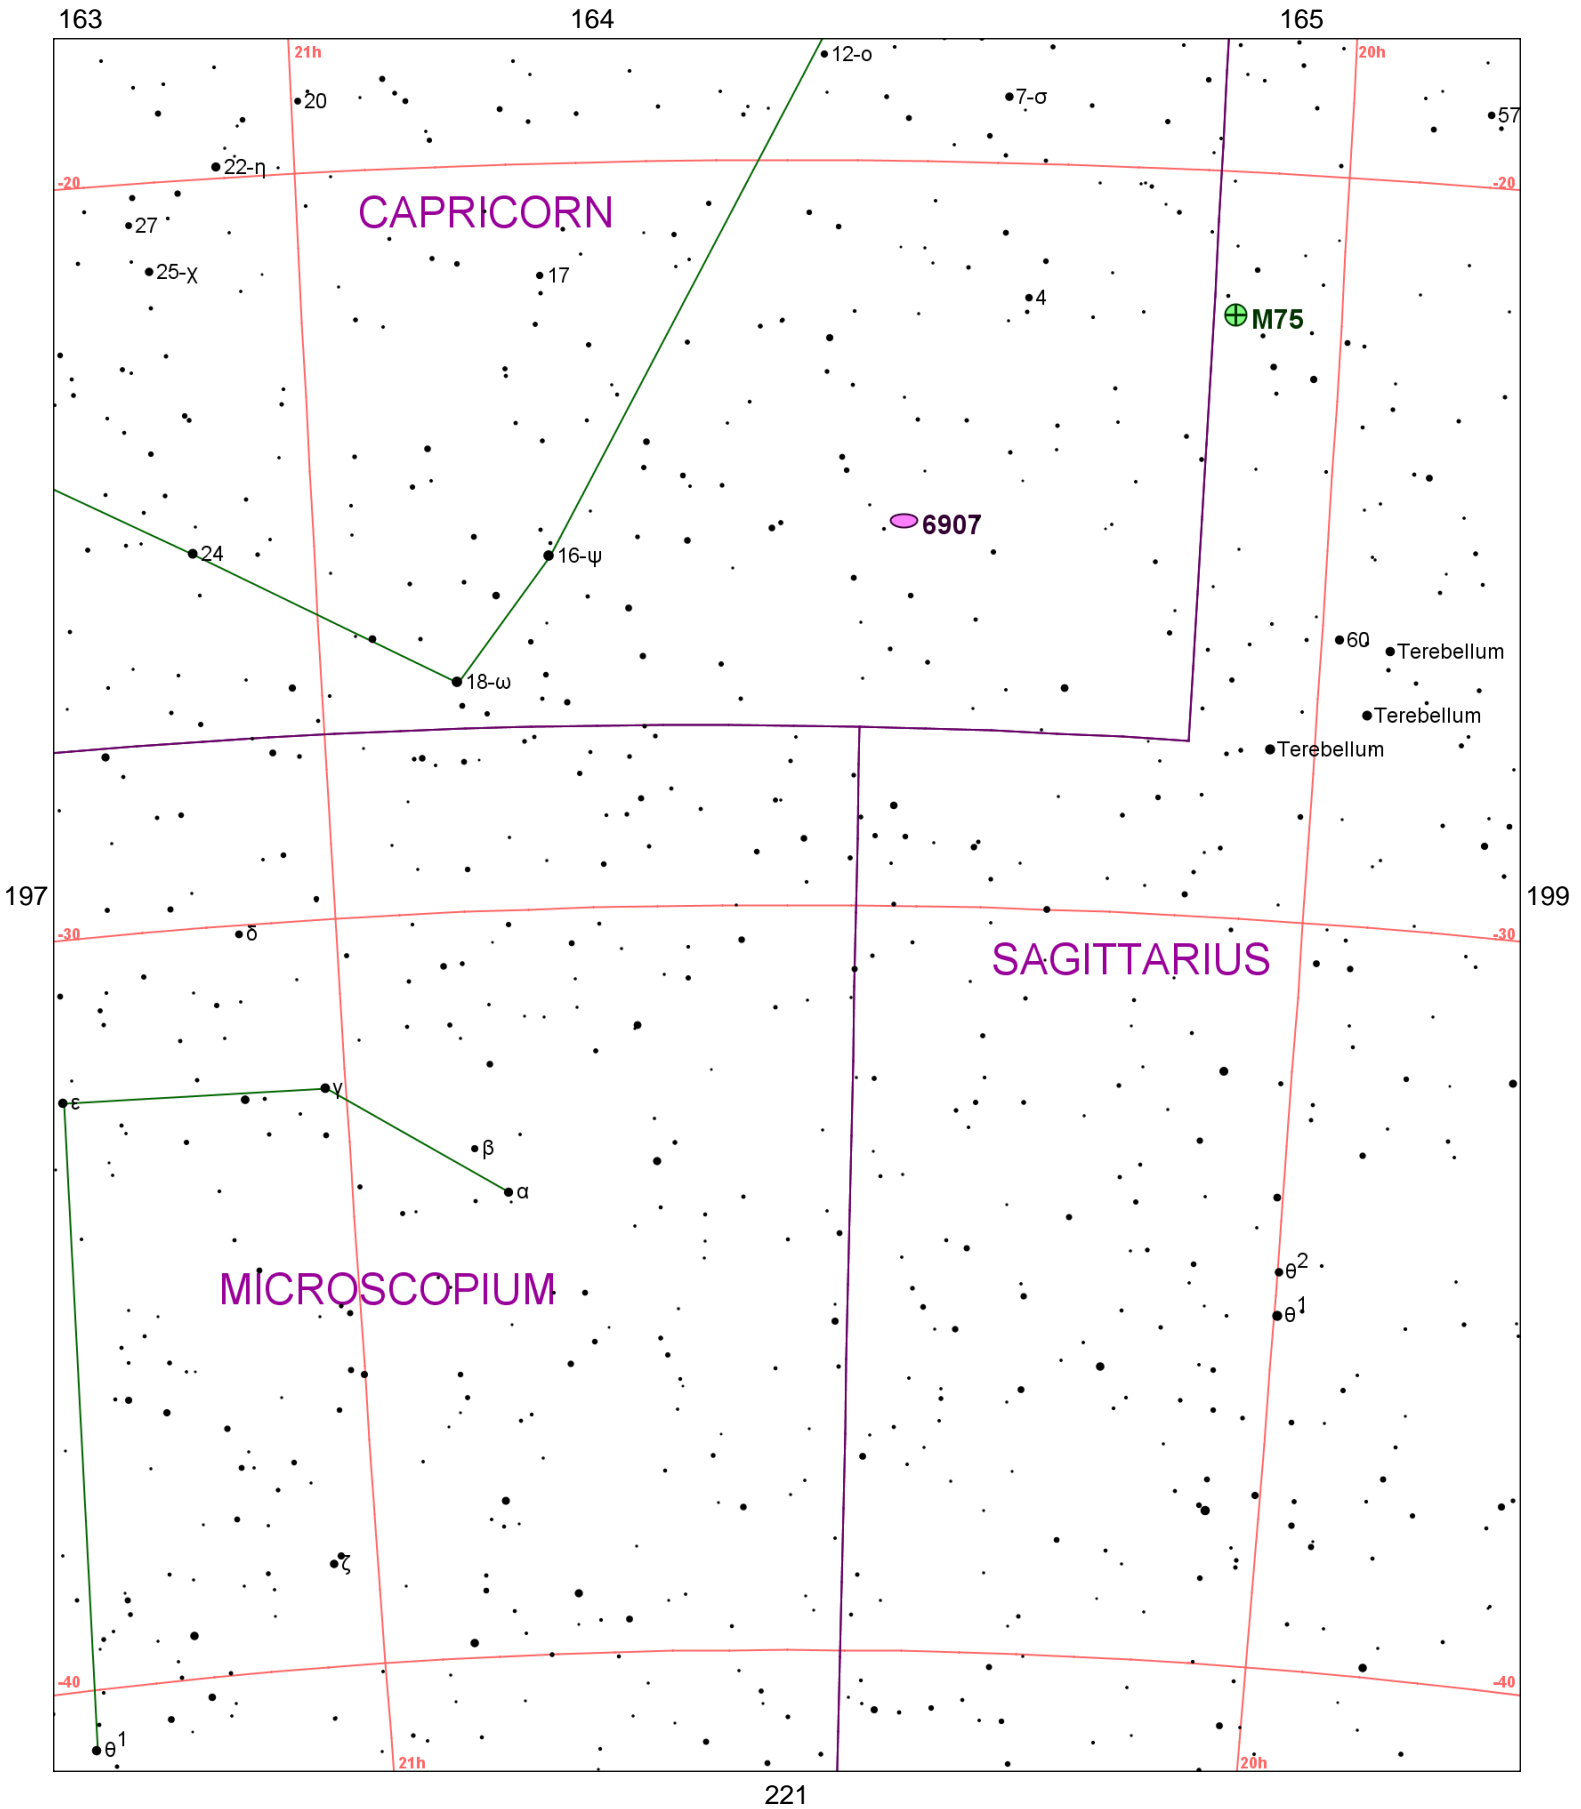 163 164 165
21h 12-ο 20h
20 7-σ 57
22-η
-20 -20
CAPRICORN
27
25-χ 17
4
M75
6907
24 16-ψ
60 Terebellum
18-ω
Terebellum
Terebellum
197 199
-30 δ -30
SAGITTARIUS
ε γ
β
α
θ2
MICROSCOPIUM
θ1
ζ
-40 -40
θ1
21h 20h
221